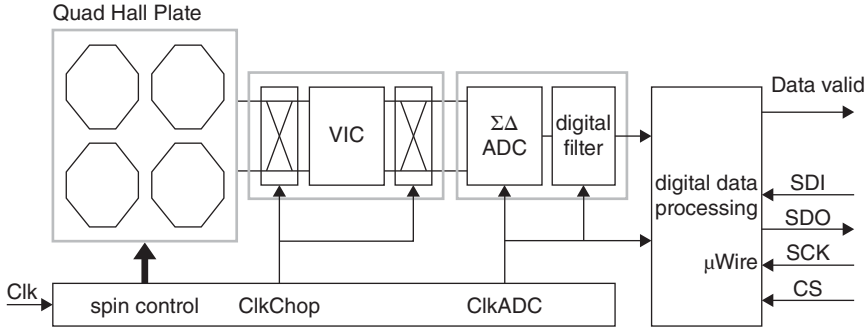 Quad Hall Plate
VIC
ΣΔ
ADC
digital
filter
digital data
processing
μWire
Data valid
SDI
SDO
SCK
CS
Clk
spin control
ClkChop
ClkADC